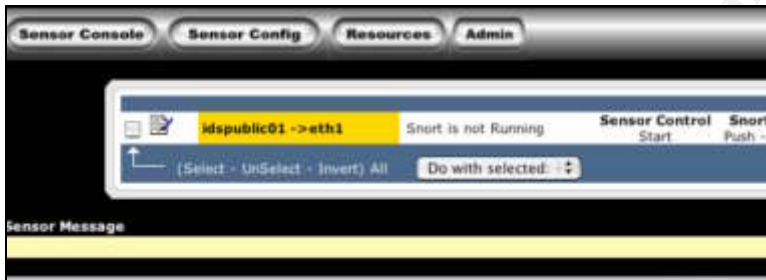 Sensor Console Sensor Config Resources Admin
idspublic01 ->eth1 Snort is not Running Sensor Control Snort
Start Push -
(Select - UnSelect - Invert) All Do with selected:
Sensor Message